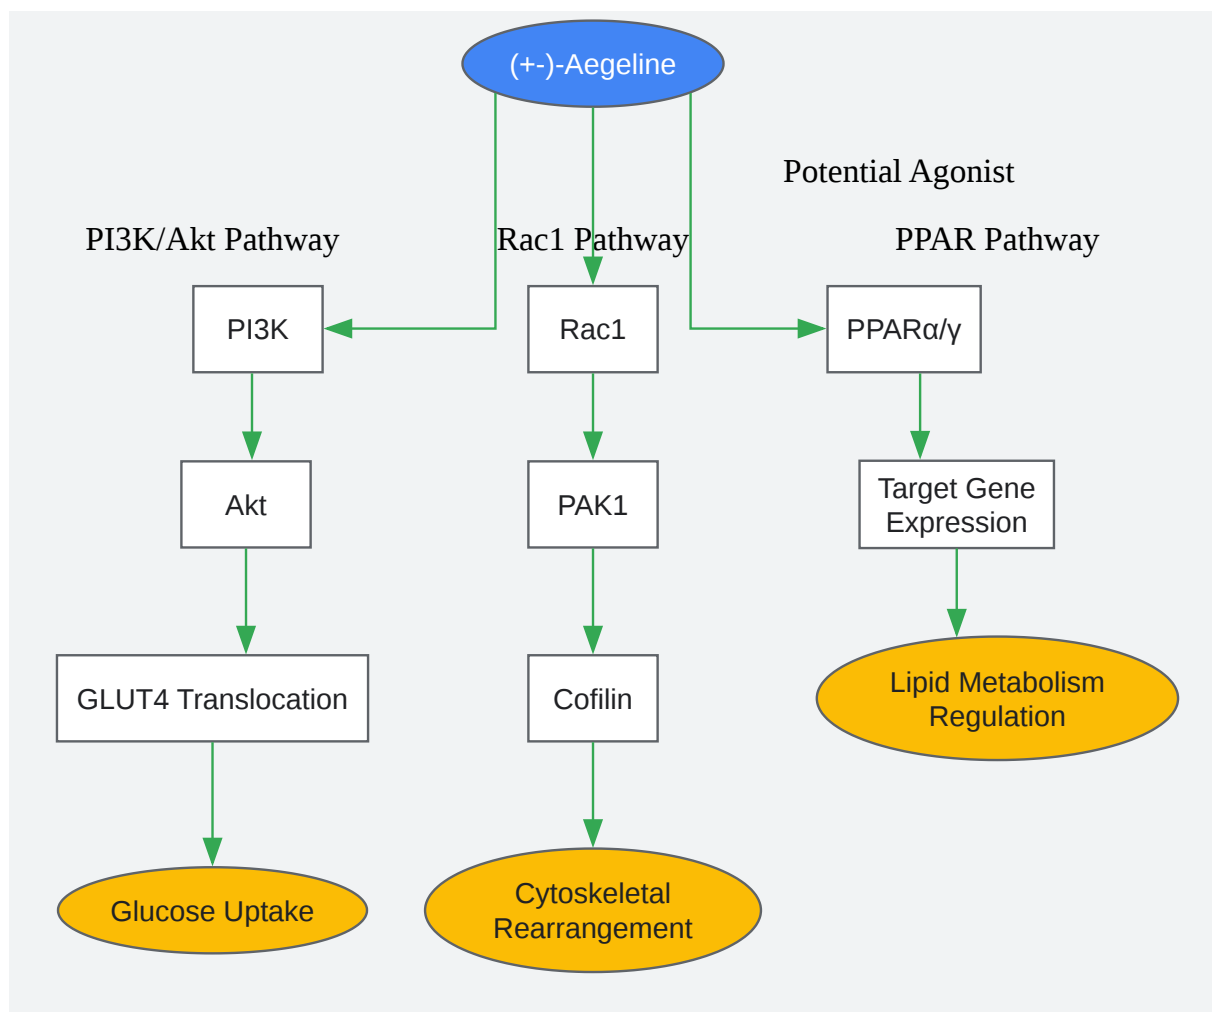 (+-)-Aegeline
Potential Agonist
PI3K/Akt Pathway
Rac1 Pathway
PPAR Pathway
PI3K
Rac1
PPARα/γ
Akt
PAK1
Target Gene
Expression
GLUT4 Translocation
Cofilin
Lipid Metabolism
Regulation
Glucose Uptake
Cytoskeletal
Rearrangement